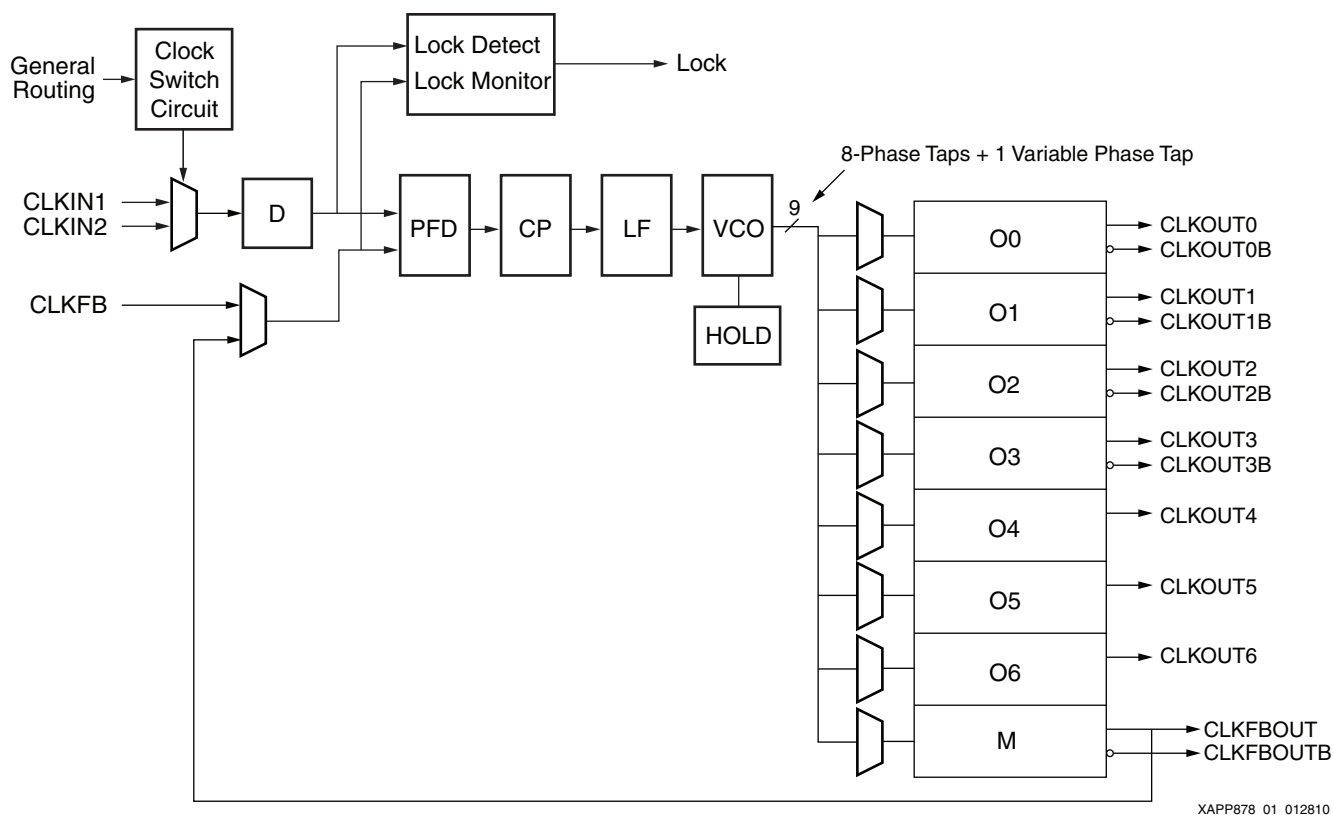 General
Routing
Clock
Switch
Circuit
Lock Detect
Lock Monitor
Lock
8-Phase Taps + 1 Variable Phase Tap
CLKIN1
CLKIN2
D
PFD
CP
LF
VCO
9
HOLD
CLKFB
O0
CLKOUT0
CLKOUT0B
O1
CLKOUT1
CLKOUT1B
O2
CLKOUT2
CLKOUT2B
O3
CLKOUT3
CLKOUT3B
O4
CLKOUT4
O5
CLKOUT5
O6
CLKOUT6
M
CLKFBOUT
CLKFBOUTB
XAPP878_01_012810